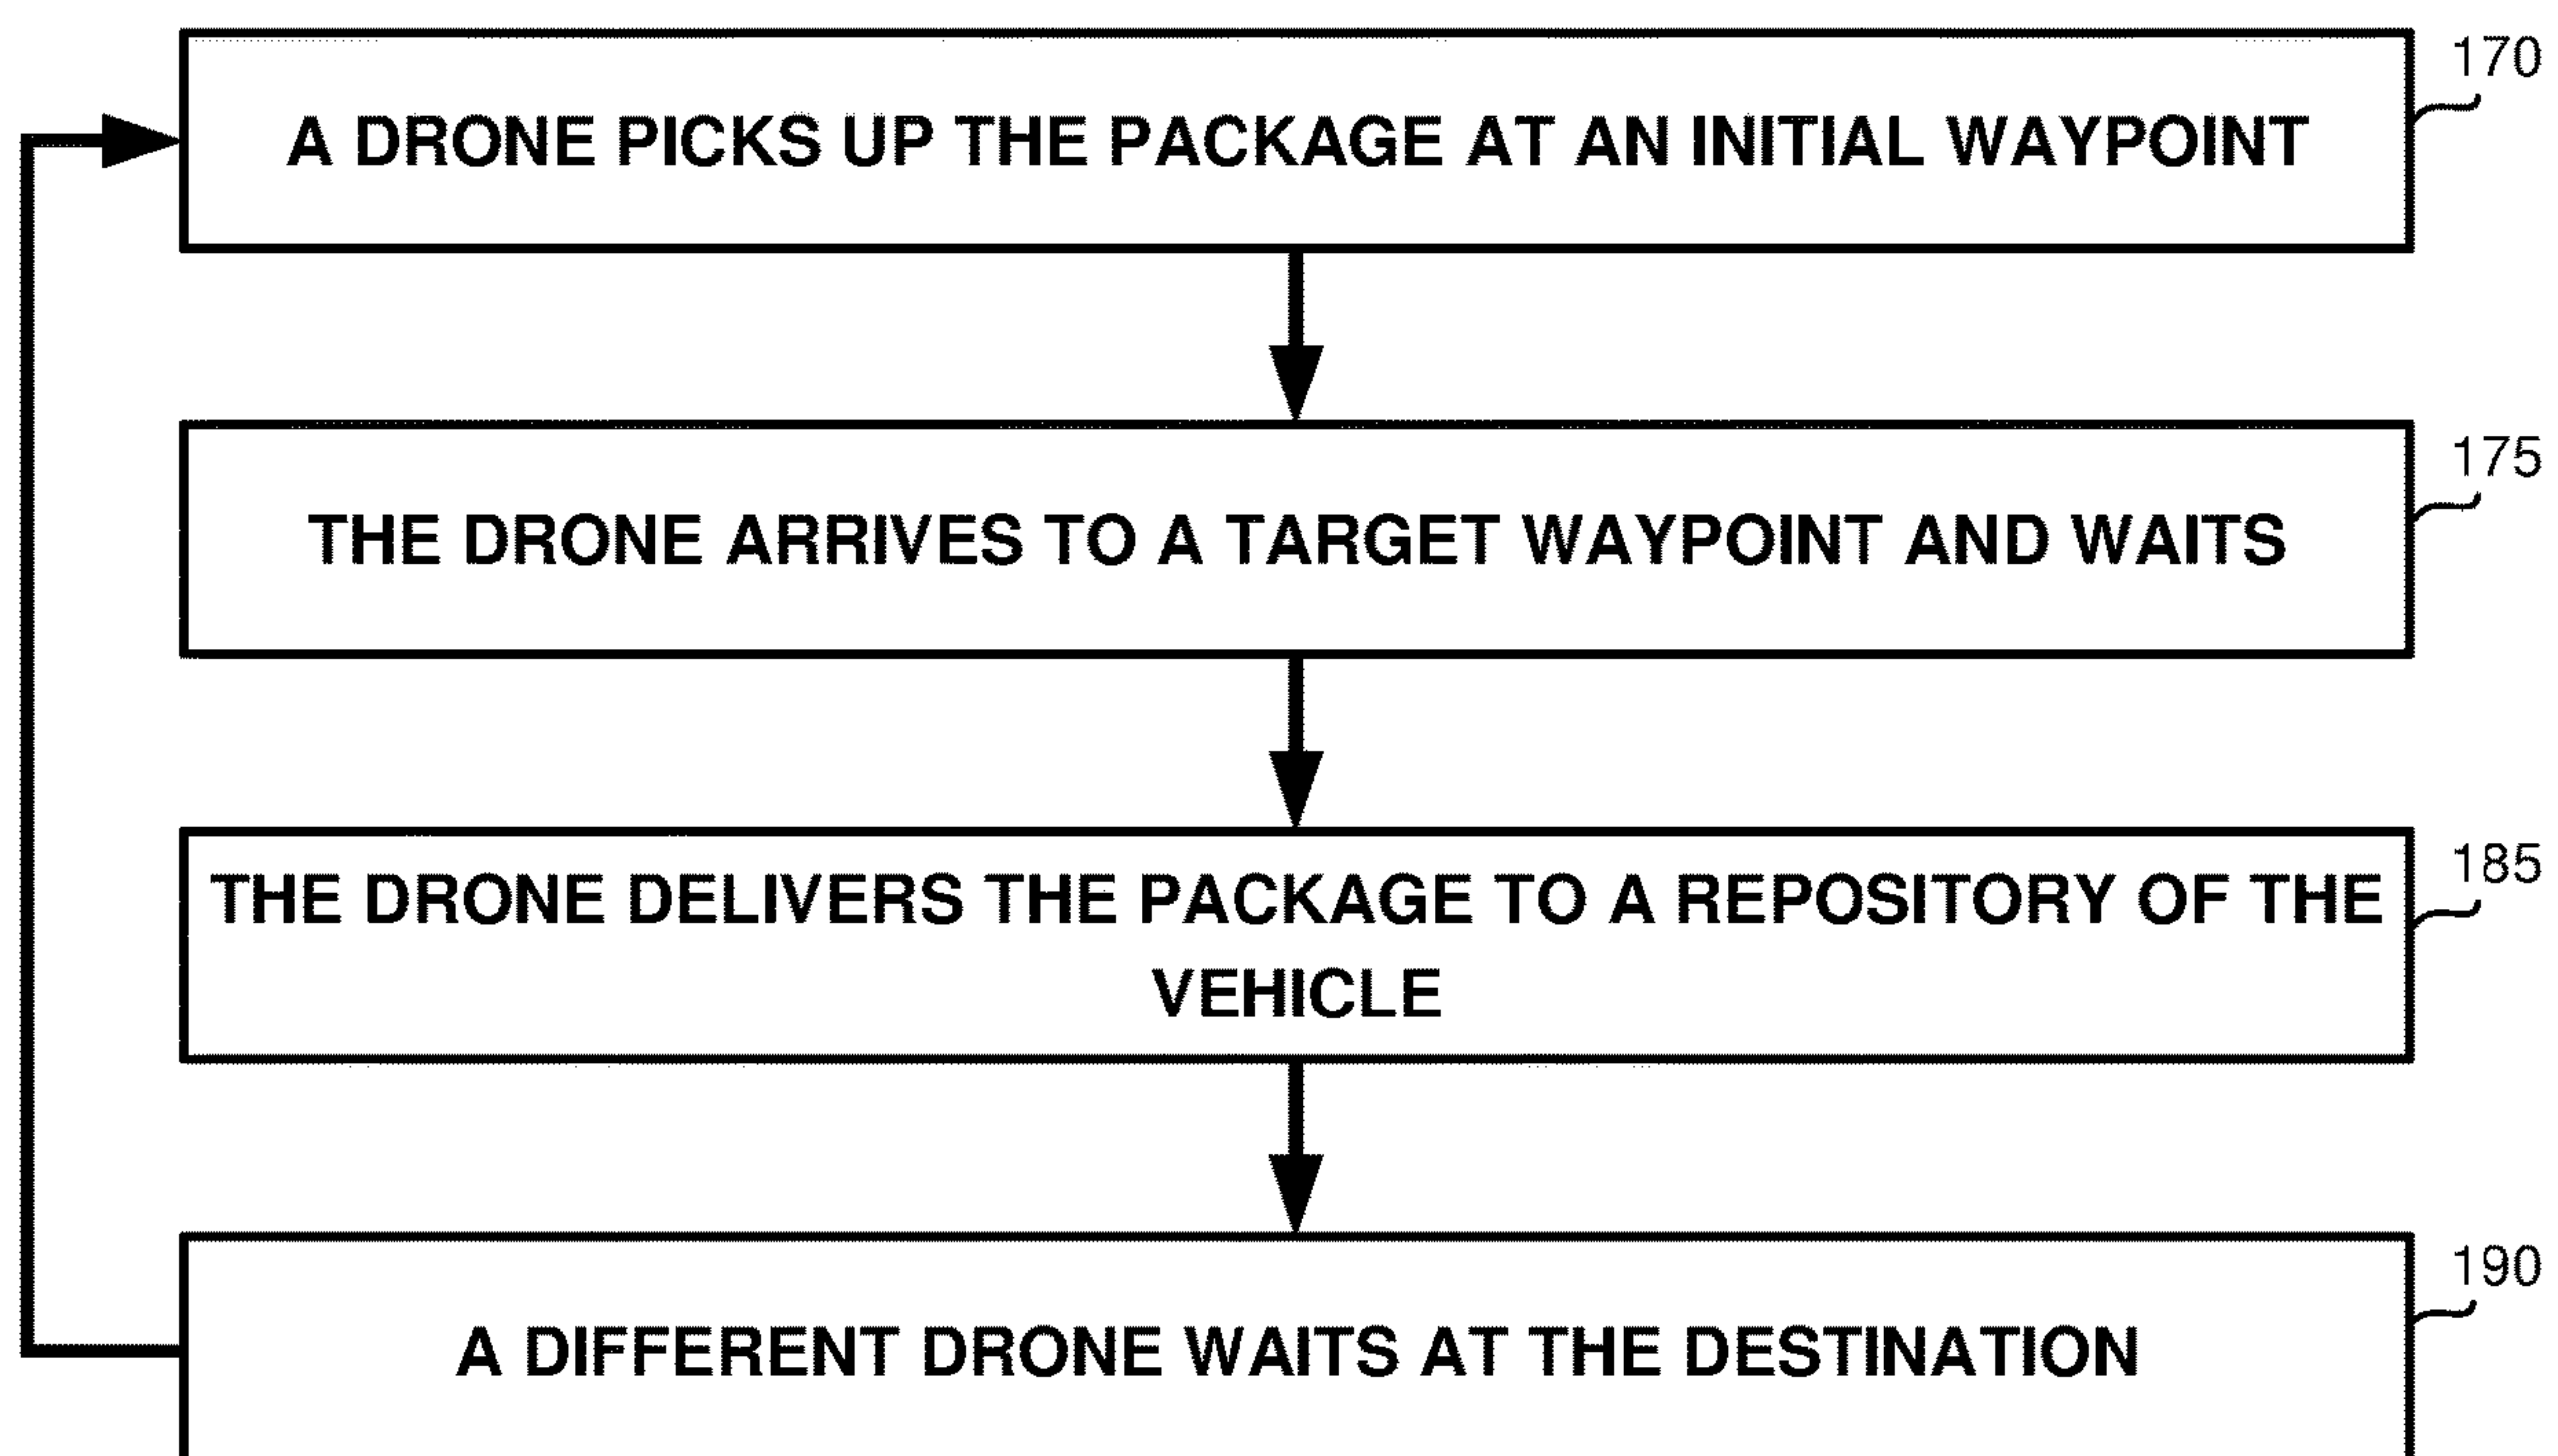 170
A DRONE PICKS UP THE PACKAGE AT AN INITIAL WAYPOINT
175
THE DRONE ARRIVES TO A TARGET WAYPOINT AND WAITS
185
THE DRONE DELIVERS THE PACKAGE TO A REPOSITORY OF THE
VEHICLE
190
A DIFFERENT DRONE WAITS AT THE DESTINATION